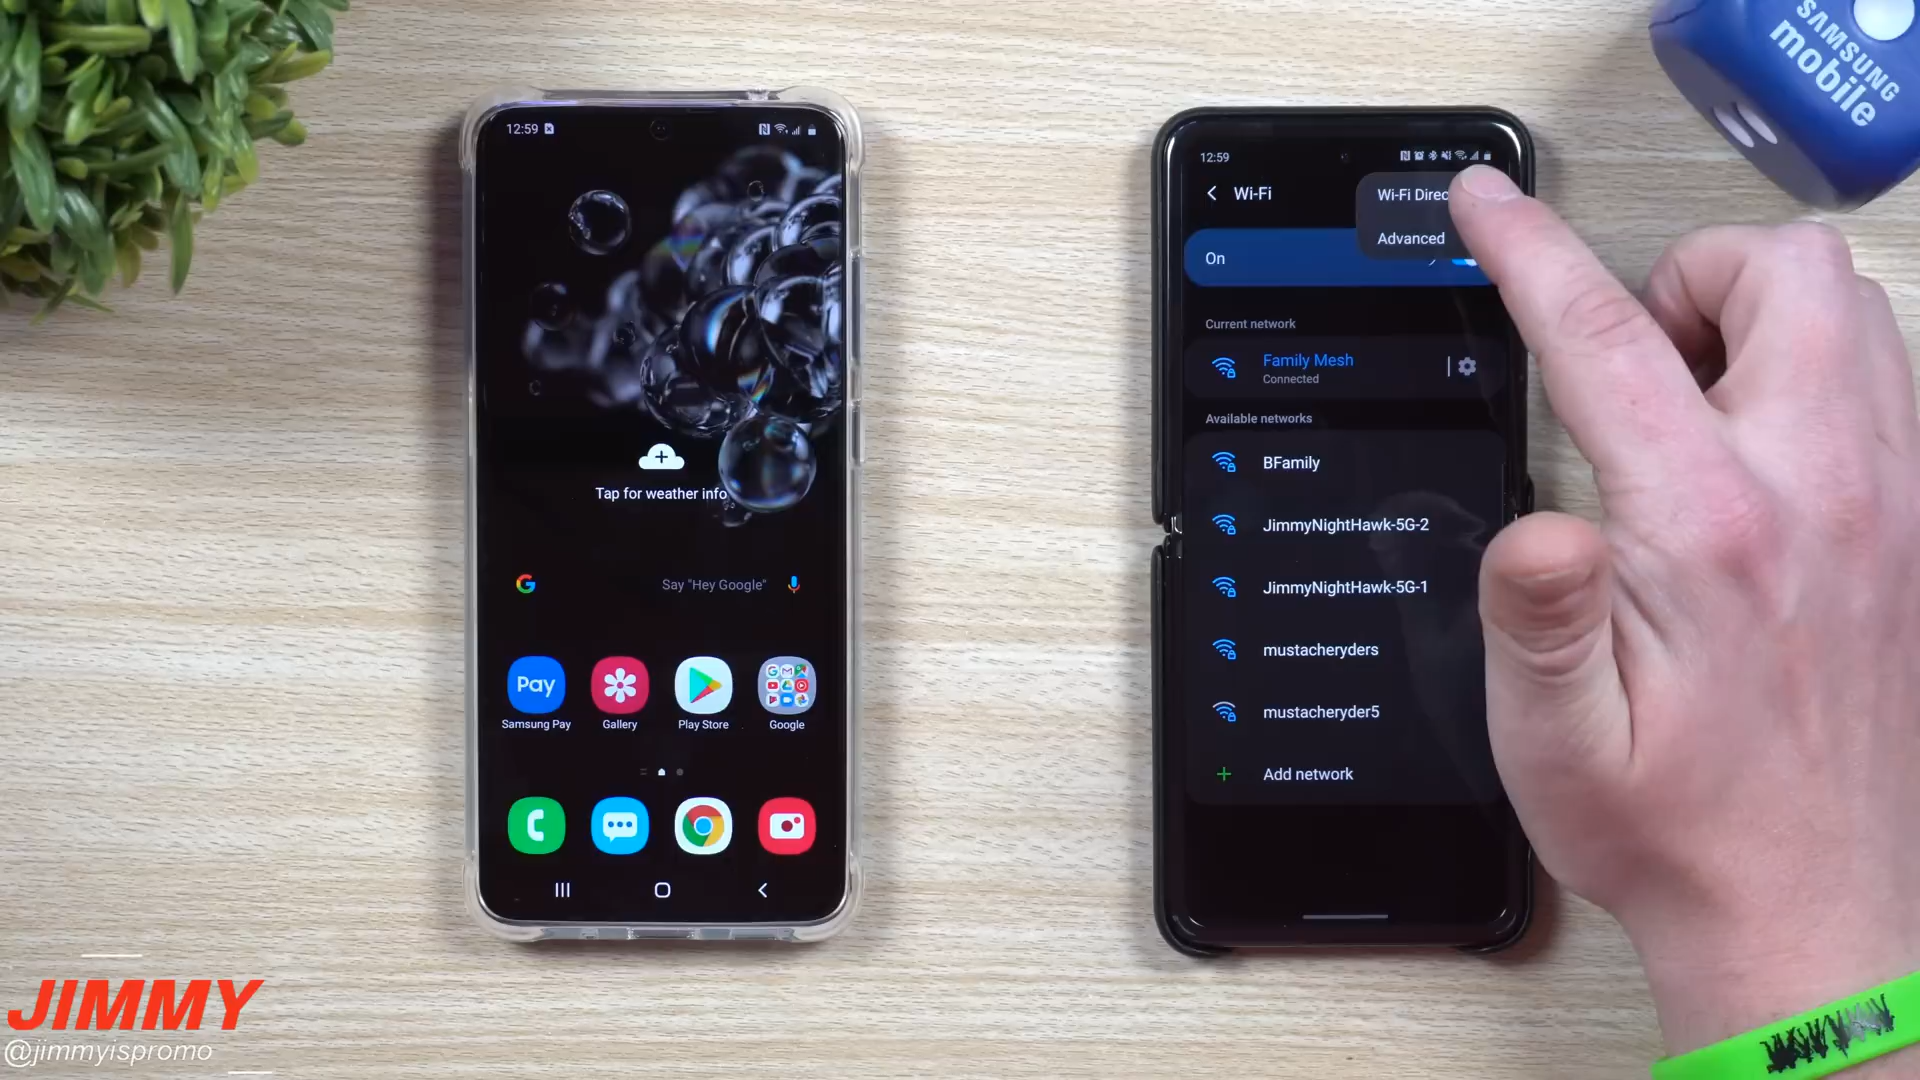 SAMSUNG
mobile
12:59
Tap for weather info
Say "Hey Google"
Pay
Samsung Pay
Gallery
Play Store
Google
12:59
Wi-Fi
Wi-Fi Direc
Advanced
On
Current network
Family Mesh
Connected
Available networks
BFamily
JimmyNightHawk-5G-2
JimmyNightHawk-5G-1
mustacheryders
mustacheryder5
Add network
JIMMY
@jimmyispromo